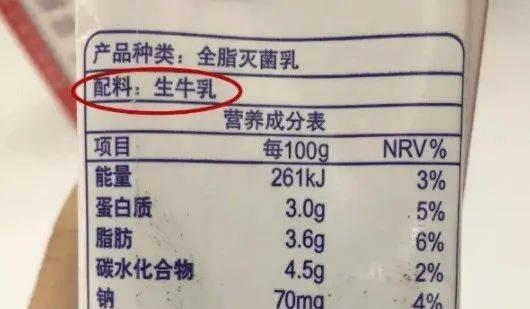 产品种类：全脂灭菌乳
配料：生牛乳
营养成分表
项目 每100g NRV%
能量 261kJ 3%
蛋白质 3.0g 5%
脂肪 3.6g 6%
碳水化合物 4.5g 2%
钠 70mg 4%